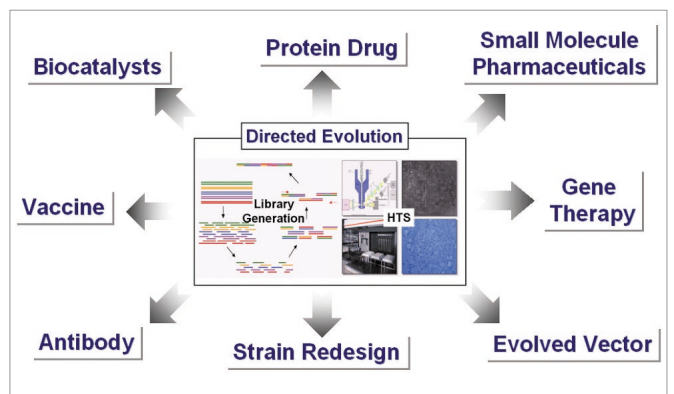 Protein Drug
Small Molecule
Pharmaceuticals
Biocatalysts
Directed Evolution
Library
Generation
HTS
Vaccine
Gene
Therapy
Antibody
Strain Redesign
Evolved Vector